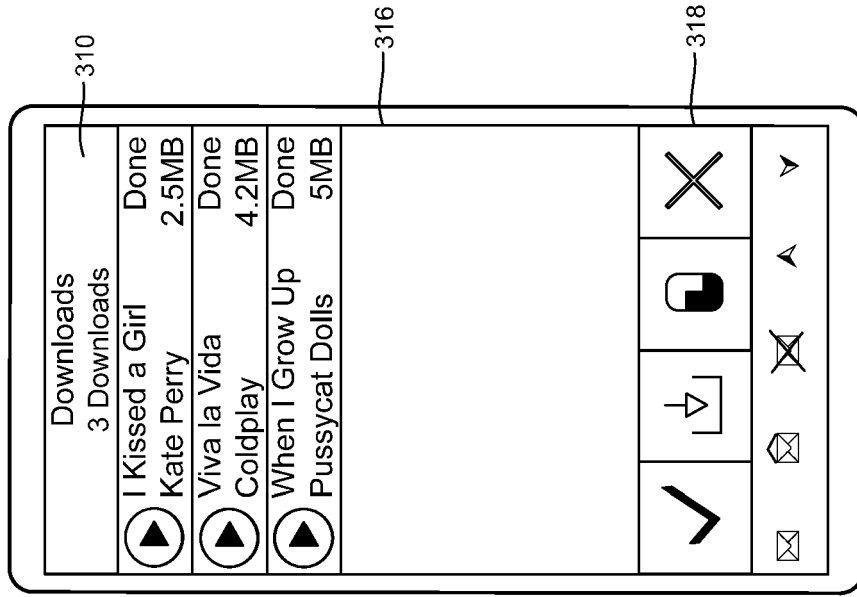 Downloads
3 Downloads
I Kissed a Girl Done
Kate Perry 2.5MB
Viva la Vida Done
Coldplay 4.2MB
When I Grow Up Done
Pussycat Dolls 5MB
310
316
318